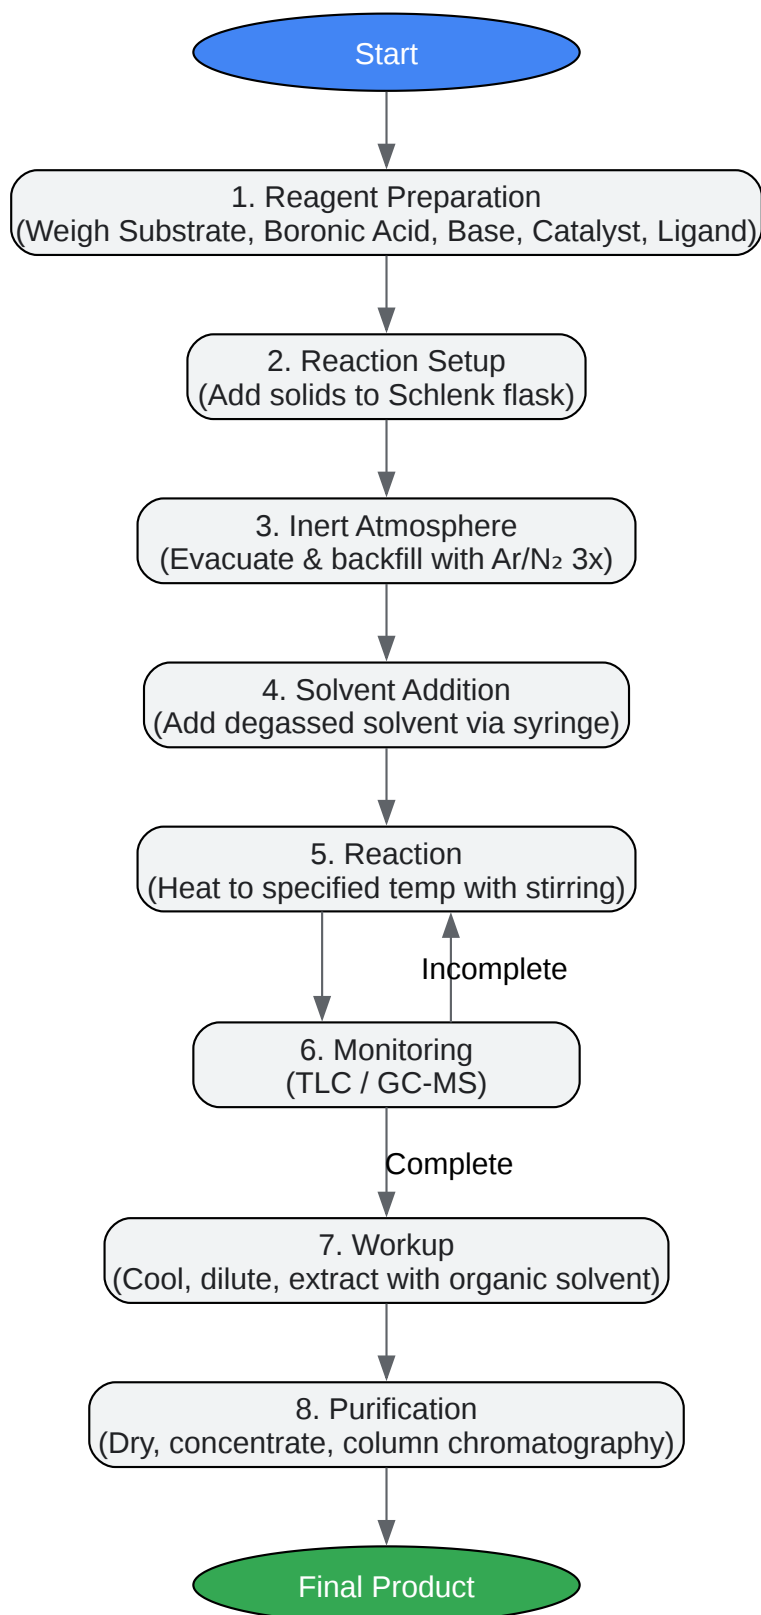 Start
1. Reagent Preparation
(Weigh Substrate, Boronic Acid, Base, Catalyst, Ligand)
2. Reaction Setup
(Add solids to Schlenk flask)
3. Inert Atmosphere
(Evacuate & backfill with Ar/N₂ 3x)
4. Solvent Addition
(Add degassed solvent via syringe)
5. Reaction
(Heat to specified temp with stirring)
Incomplete
6. Monitoring
(TLC / GC-MS)
Complete
7. Workup
(Cool, dilute, extract with organic solvent)
8. Purification
(Dry, concentrate, column chromatography)
Final Product